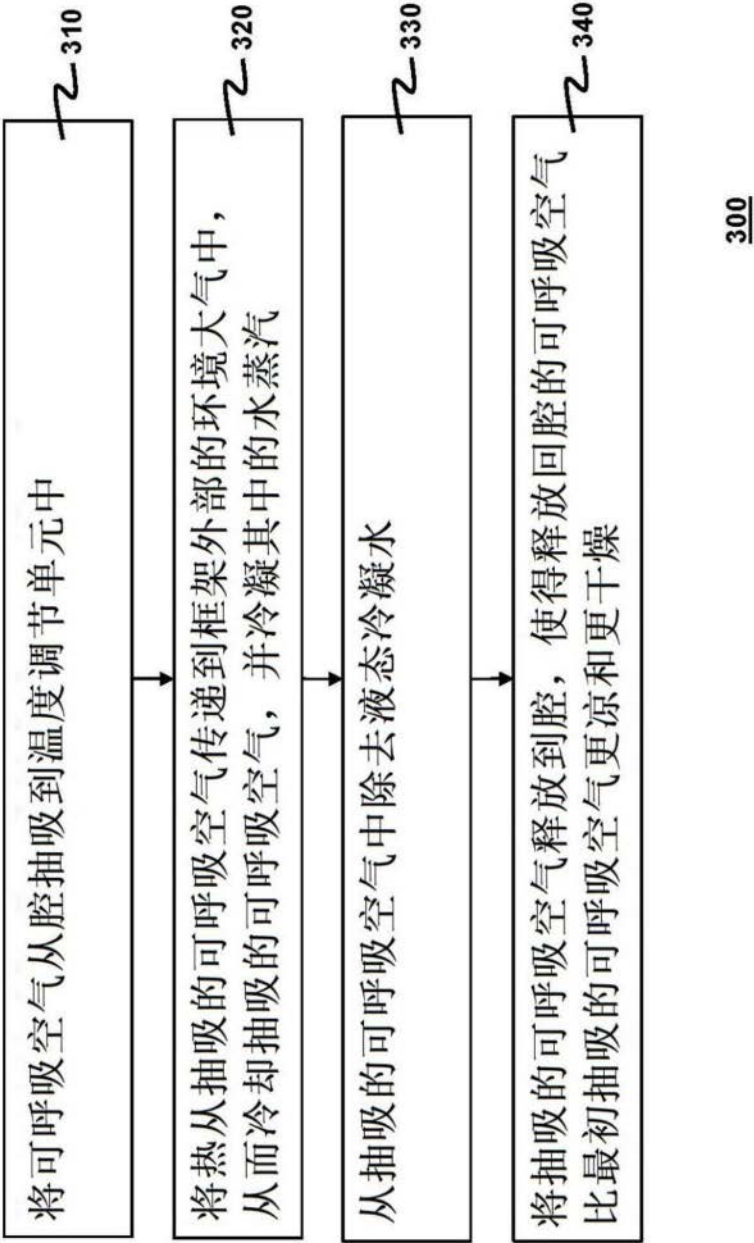 将可呼吸空气从腔抽吸到温度调节单元中
310
将热从抽吸的可呼吸空气传递到框架外部的环境大气中，
从而冷却抽吸的可呼吸空气，并冷凝其中的水蒸汽
320
从抽吸的可呼吸空气中除去液态冷凝水
330
将抽吸的可呼吸空气释放到腔，使得释放回腔的可呼吸空气
比最初抽吸的可呼吸空气更凉和更干燥
340
300